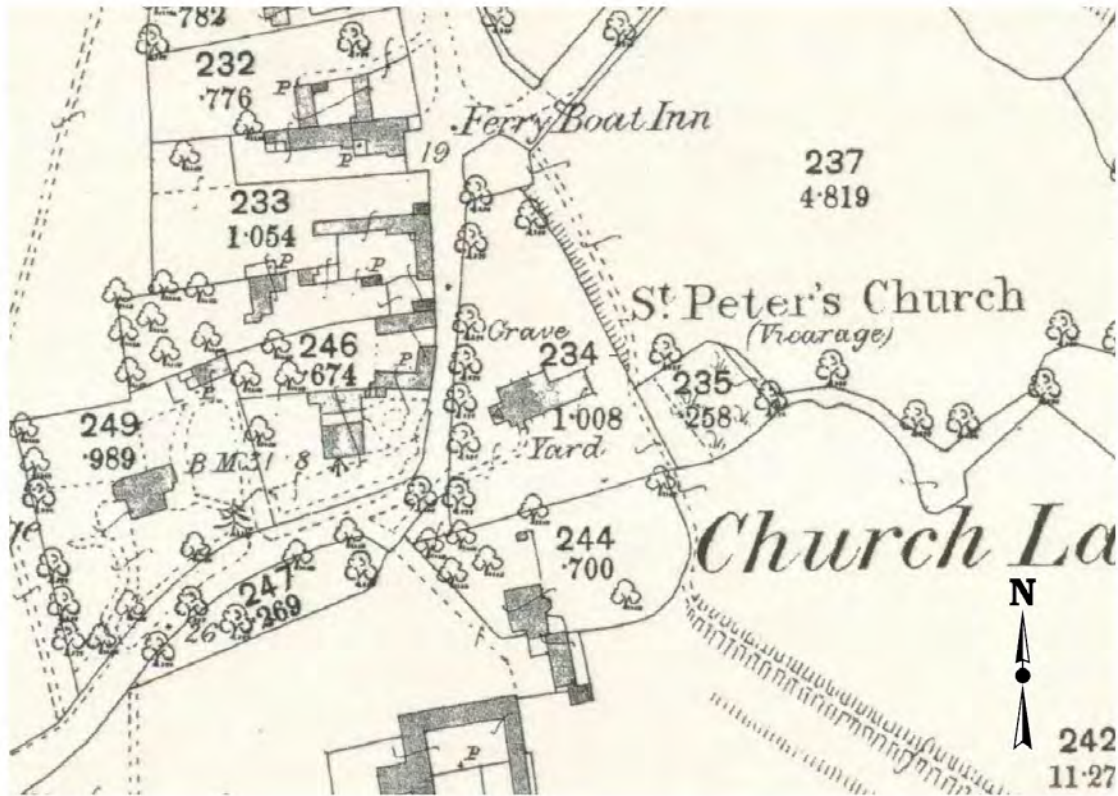 782
232
·776
P
Ferry Boat Inn
19
P
237
4·819
233
1·054
P
P
St. Peter's Church
(Vicarage)
Grave
234
1·008
Yard
235
·258
246
·674
P
P
249
·989
B.M. 31
8
Church La
244
·700
247
·269
26
N
P
242
11·27